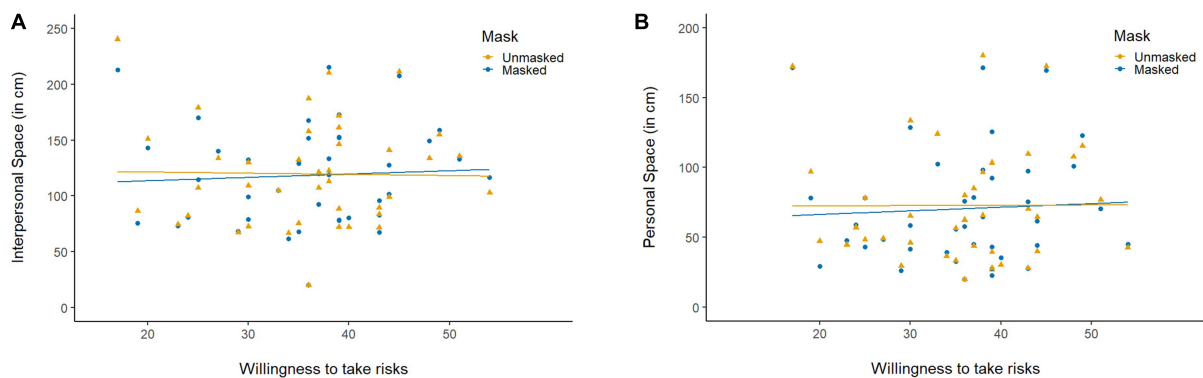 A
Interpersonal Space (in cm)
250
200
150
100
50
0
20
30
40
50
Willingness to take risks
Mask
Unmasked
Masked
B
Personal Space (in cm)
200
150
100
50
0
20
30
40
50
Willingness to take risks
Mask
Unmasked
Masked